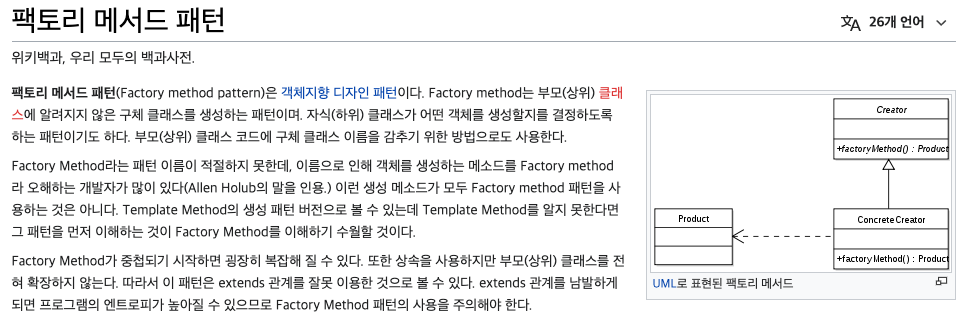 팩토리 메서드 패턴
26개 언어
위키백과, 우리 모두의 백과사전.
팩토리 메서드 패턴(Factory method pattern)은 객체지향 디자인 패턴이다. Factory method는 부모(상위) 클래
스에 알려지지 않은 구체 클래스를 생성하는 패턴이며. 자식(하위) 클래스가 어떤 객체를 생성할지를 결정하도록
하는 패턴이기도 하다. 부모(상위) 클래스 코드에 구체 클래스 이름을 감추기 위한 방법으로도 사용한다.
Factory Method라는 패턴 이름이 적절하지 못한데, 이름으로 인해 객체를 생성하는 메소드를 Factory method
라 오해하는 개발자가 많이 있다(Allen Holub의 말을 인용.) 이런 생성 메소드가 모두 Factory method 패턴을 사
용하는 것은 아니다. Template Method의 생성 패턴 버전으로 볼 수 있는데 Template Method를 알지 못한다면
그 패턴을 먼저 이해하는 것이 Factory Method를 이해하기 수월할 것이다.
Factory Method가 중첩되기 시작하면 굉장히 복잡해 질 수 있다. 또한 상속을 사용하지만 부모(상위) 클래스를 전
혀 확장하지 않는다. 따라서 이 패턴은 extends 관계를 잘못 이용한 것으로 볼 수 있다. extends 관계를 남발하게
되면 프로그램의 엔트로피가 높아질 수 있으므로 Factory Method 패턴의 사용을 주의해야 한다.
Creator
+factoryMethod() : Product
Product
ConcreteCreator
+factoryMethod() : Product
UML로 표현된 팩토리 메서드